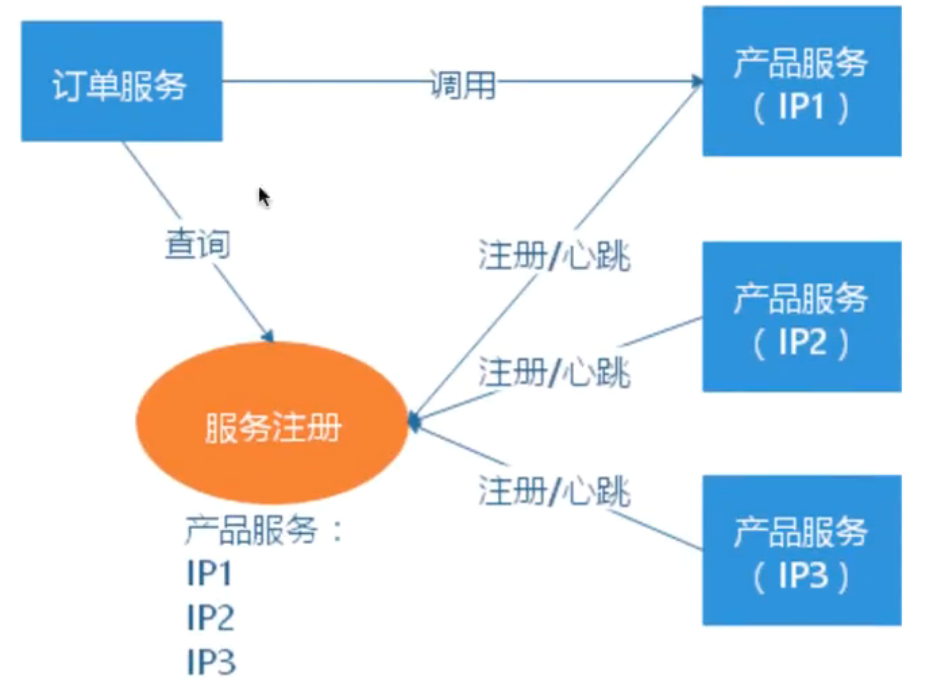 订单服务
调用
产品服务
（ IP1 ）
查询
注册/心跳
产品服务
（ IP2 ）
注册/心跳
服务注册
注册/心跳
产品服务
（ IP3 ）
产品服务：
IP1
IP2
IP3